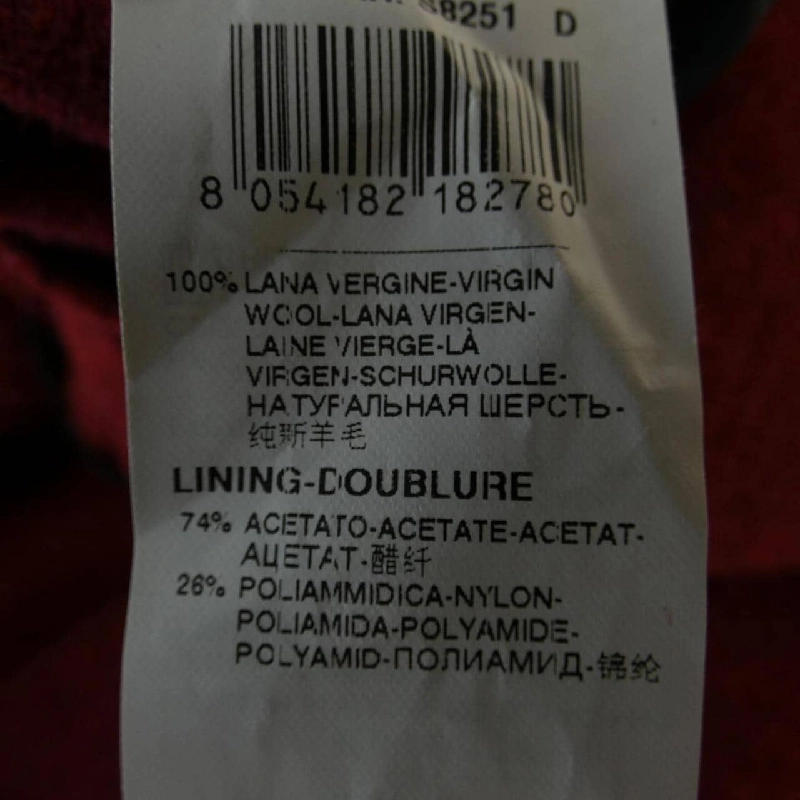 S8251 D
8 054182 182780
100% LANA VERGINE-VIRGIN
WOOL-LANA VIRGEN-
LAINE VIERGE-LÀ
VIRGEN-SCHURWOLLE-
НАТУРАЛЬНАЯ ШЕРСТЬ-
纯新羊毛
LINING-DOUBLURE
74% ACETATO-ACETATE-ACETAT-
АЦЕТАТ-醋纤
26% POLIAMMIDICA-NYLON-
POLIAMIDA-POLYAMIDE-
POLYAMID-ПОЛИАМИД-锦纶